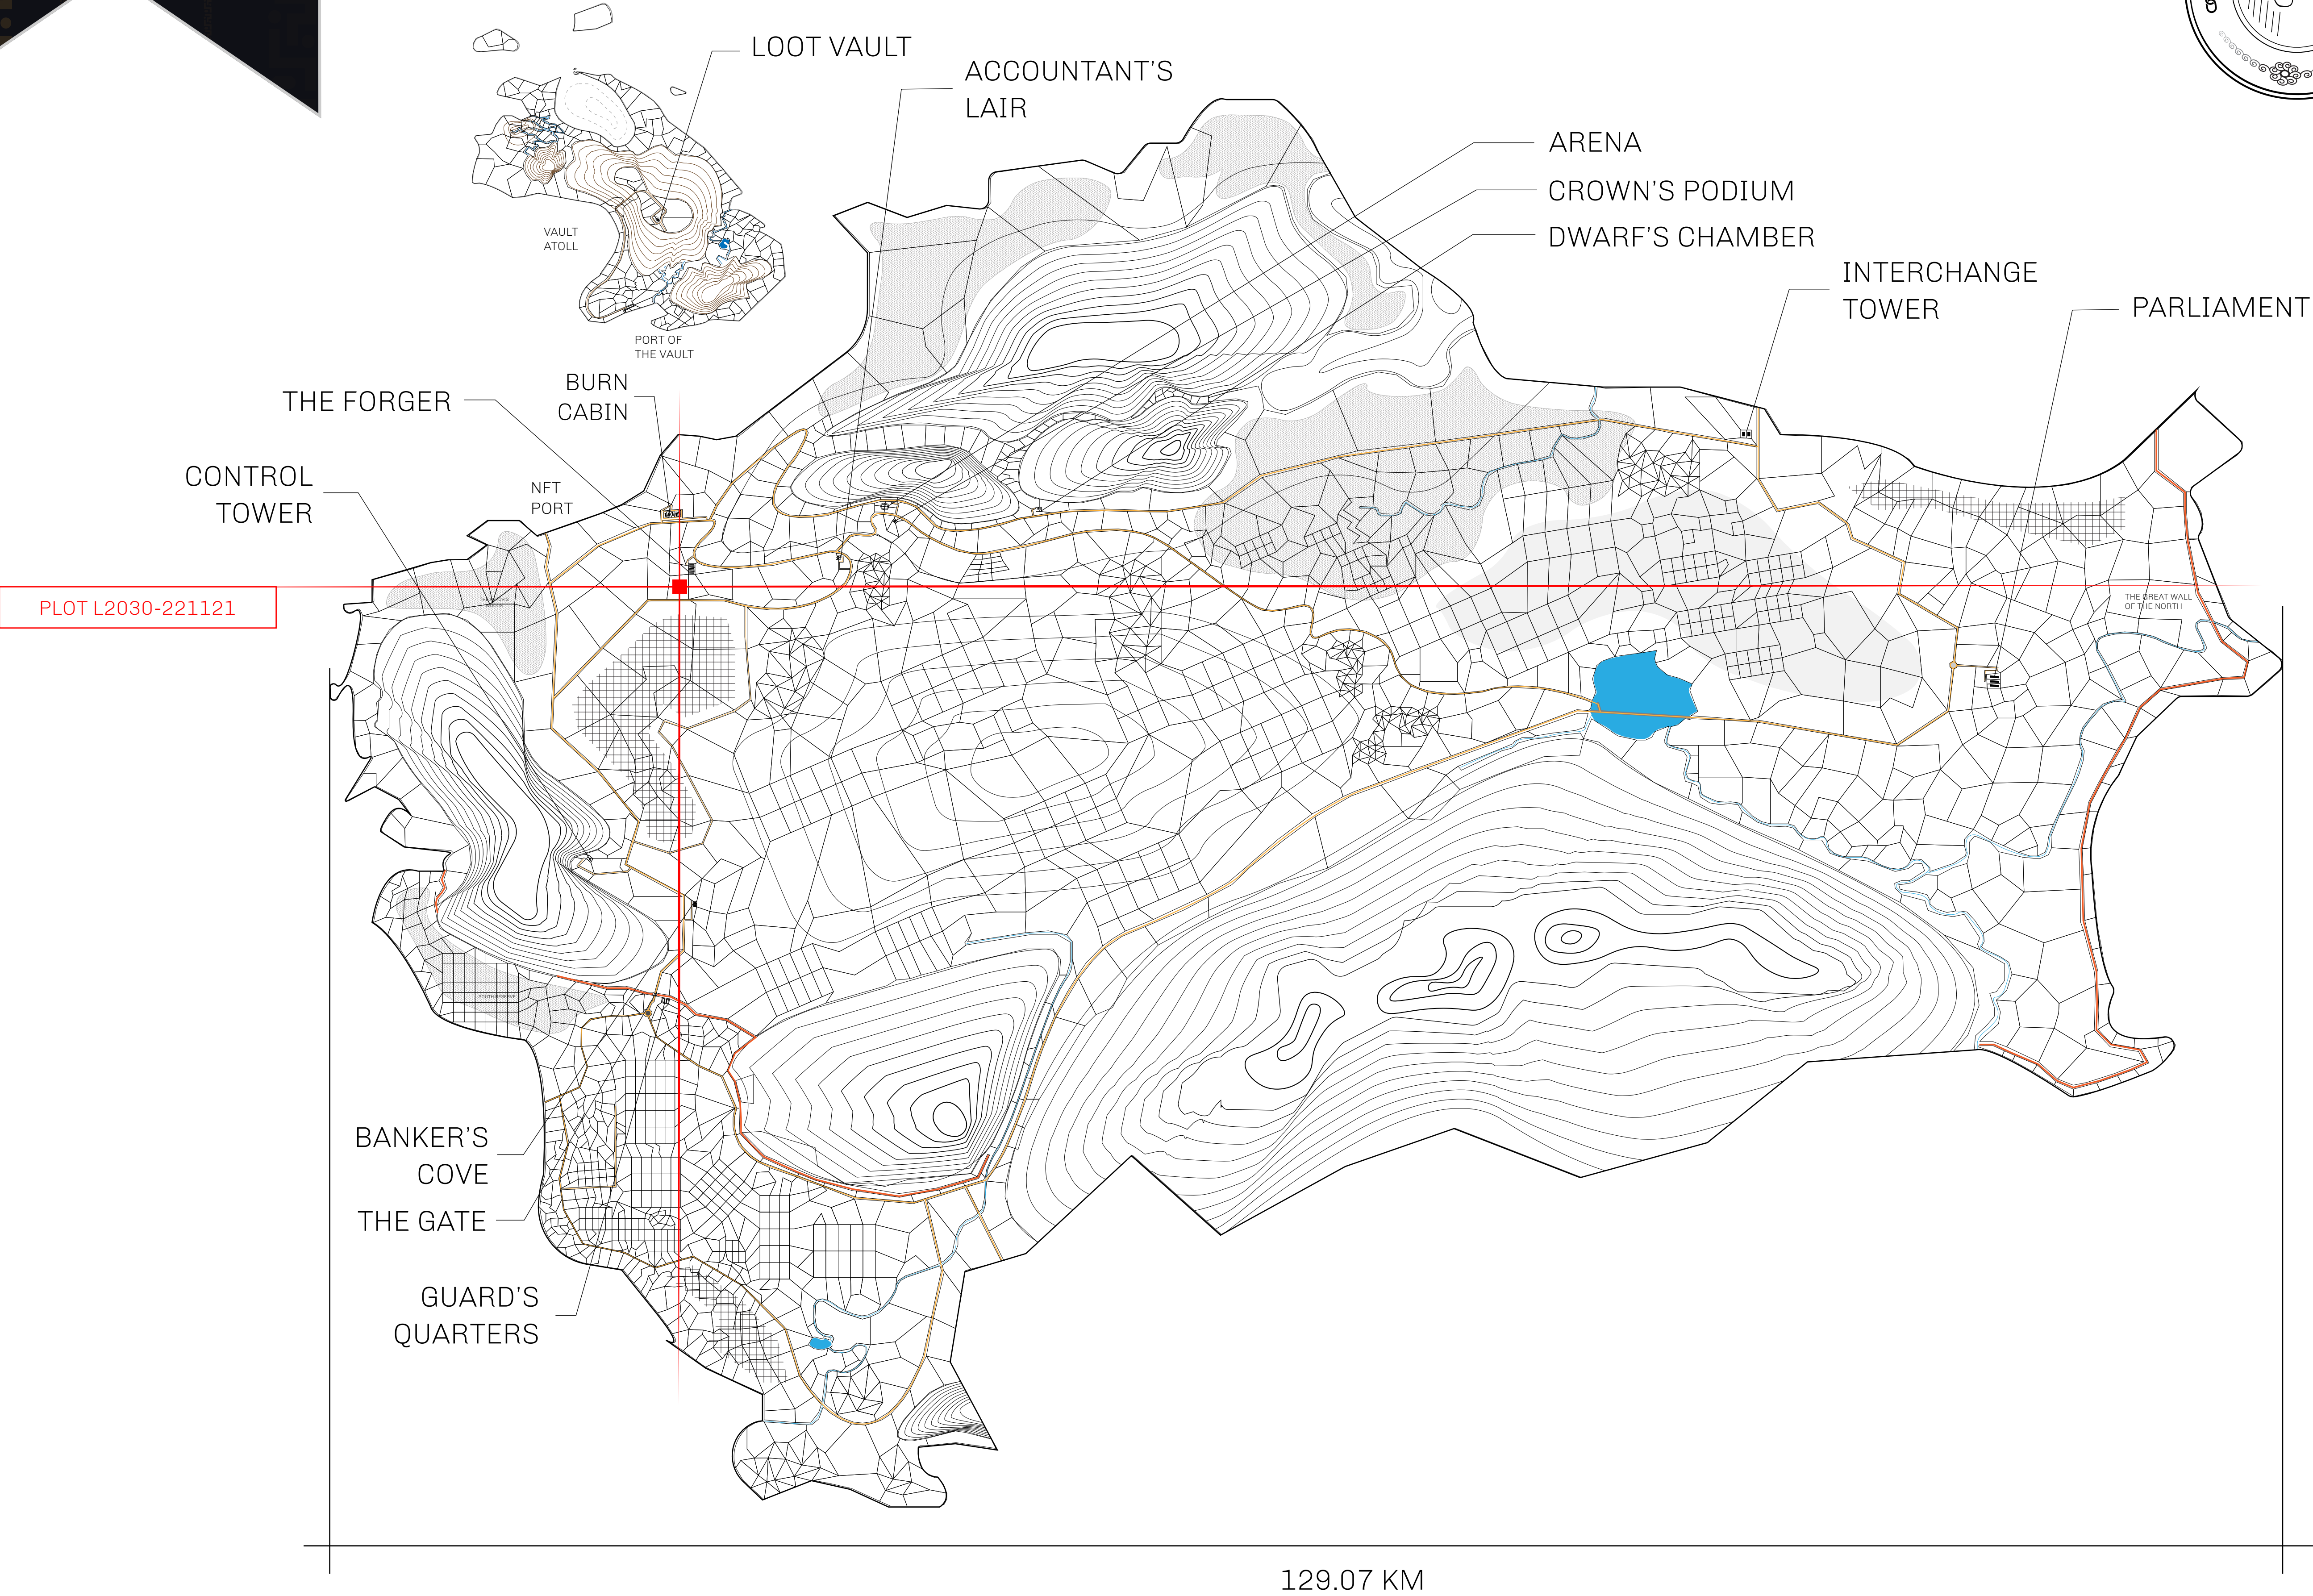 LOOT VAULT
ACCOUNTANT'S
LAIR
ARENA
CROWN'S PODIUM
DWARF'S CHAMBER
INTERCHANGE
TOWER
PARLIAMENT
VAULT
ATOLL
PORT OF
THE VAULT
BURN
CABIN
THE FORGER
CONTROL
TOWER
NFT
PORT
PLOT L2030-221121
THE GREAT WALL
OF THE NORTH
SOUTH RESERVE
BANKER'S
COVE
THE GATE
GUARD'S
QUARTERS
129.07 KM